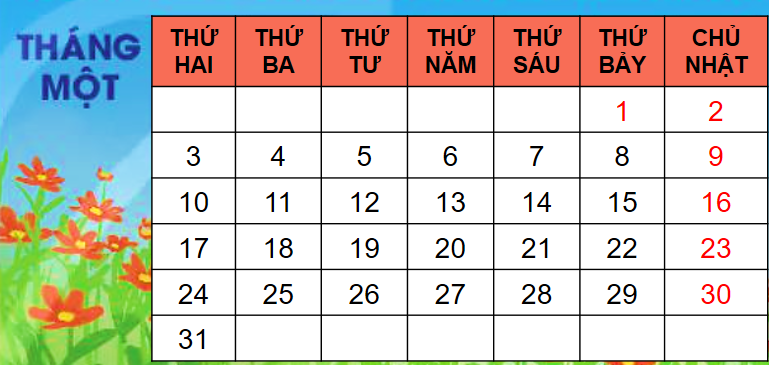 THÁNG
MỘT
THỨ HAI THỨ BA THỨ TƯ THỨ NĂM THỨ SÁU THỨ BẢY CHỦ NHẬT
1 2
3 4 5 6 7 8 9
10 11 12 13 14 15 16
17 18 19 20 21 22 23
24 25 26 27 28 29 30
31